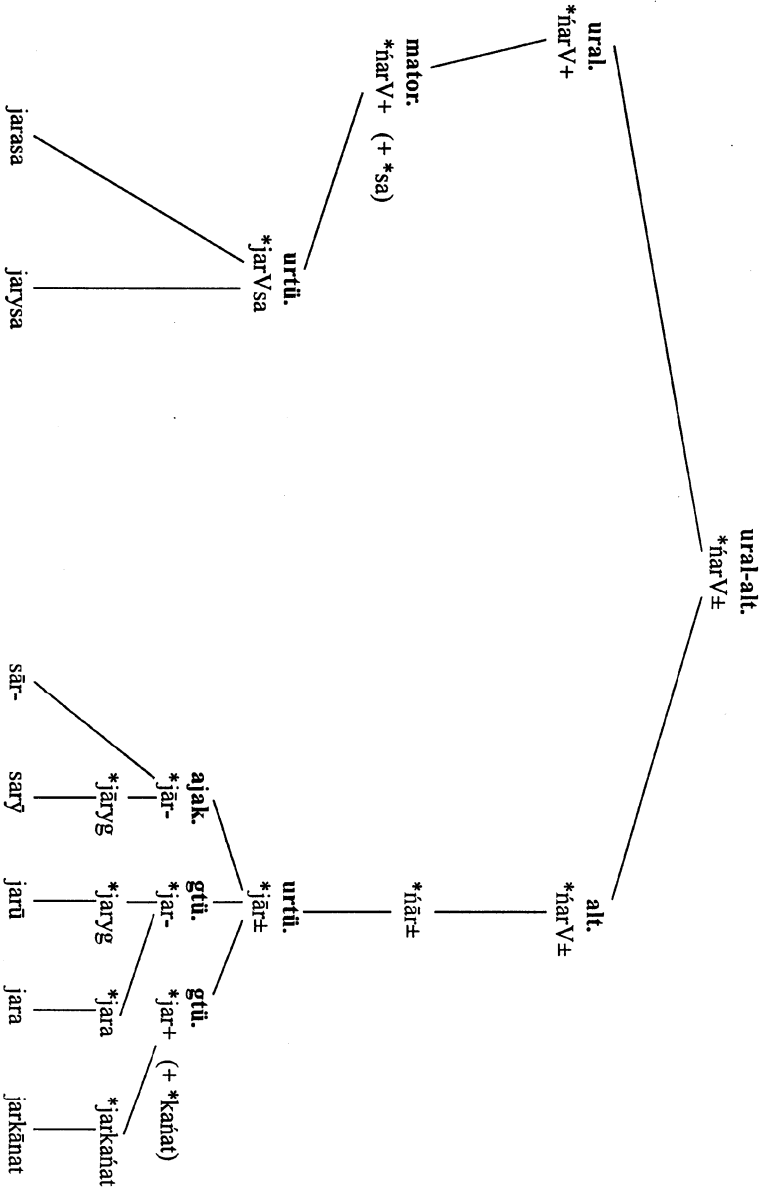 ural-alt.
*ńarV±
ural. alt.
*ńarV+ *ńarV±
mator.
*ńarV+ (+ *sa) *ńār±
urtü. urtü.
*jarVsa *jār±
ajak. gtü. gtü.
*jār- *jar- *jar+ (+ *kańat)
*jāryg *jaryg *jara *jarkańat
jarasa jarysa sār- sarȳ jarū jara jarkānat